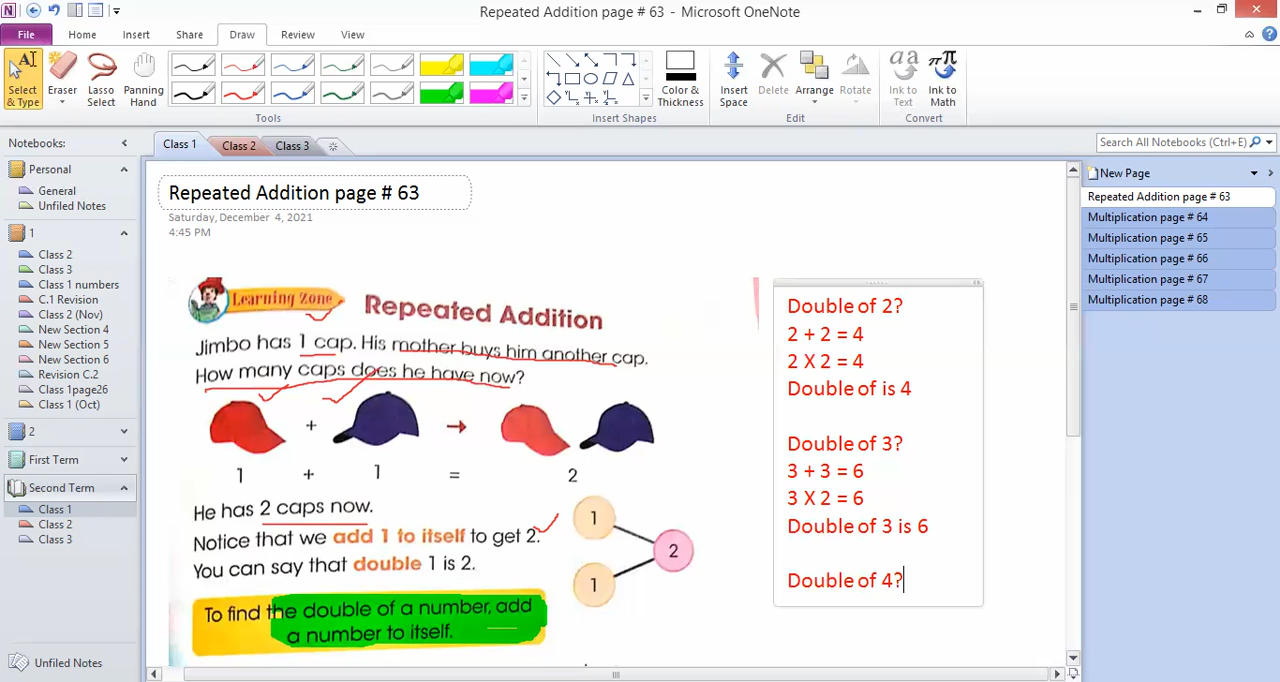 Repeated Addition page # 63 - Microsoft OneNote
File Home Insert Share Draw Review View
Select & Type
Eraser
Lasso Select
Panning Hand
Color & Thickness
Insert Space
Delete
Arrange
Rotate
Ink to Text
Ink to Math
Tools
Insert Shapes
Edit
Convert
Notebooks:
Class 1 Class 2 Class 3
Search All Notebooks (Ctrl+E)
Personal
General
Unfiled Notes
1
Class 2
Class 3
Class 1 numbers
C.1 Revision
Class 2 (Nov)
New Section 4
New Section 5
New Section 6
Revision C.2
Class 1page26
Class 1 (Oct)
2
First Term
Second Term
Class 1
Class 2
Class 3
Unfiled Notes
Repeated Addition page # 63
Saturday, December 4, 2021
4:45 PM
Learning Zone
Repeated Addition
Jimbo has 1 cap. His mother buys him another cap.
How many caps does he have now?
+
1 + 1 = 2
He has 2 caps now.
Notice that we add 1 to itself to get 2.
You can say that double 1 is 2.
1
2
1
To find the double of a number, add
a number to itself.
Double of 2?
2 + 2 = 4
2 X 2 = 4
Double of is 4
Double of 3?
3 + 3 = 6
3 X 2 = 6
Double of 3 is 6
Double of 4?
New Page
Repeated Addition page # 63
Multiplication page # 64
Multiplication page # 65
Multiplication page # 66
Multiplication page # 67
Multiplication page # 68